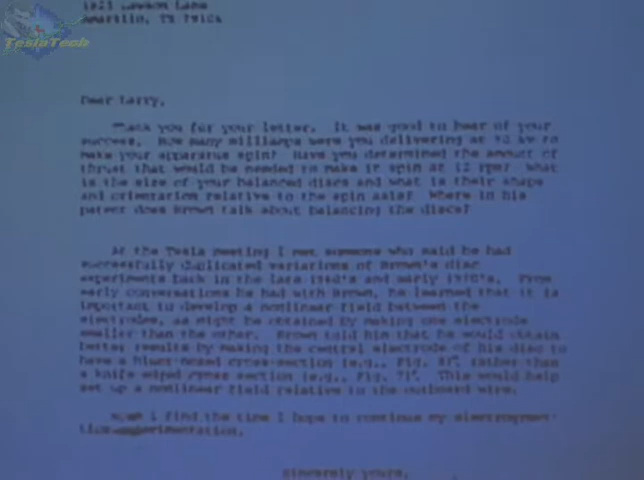 TeslaTech
Amarillo, TX
Dear Larry,
Thank you for your letter. It was good to hear of your
success. How many milliamps were you delivering at kv to
make your apparatus spin? Have you determined the amount of
thrust that would be needed to make it spin at 12 rpm? What
is the size of your balanced discs and what is their shape
and orientation relative to the spin axis? Where in his
patent does Brown talk about balancing the discs?
At the Tesla meeting I met someone who said he had
successfully duplicated variations of Brown's disc
experiments back in the late 1960's and early 1970's. From
early conversations he had with Brown, he learned that it is
important to develop a nonlinear field between the
electrodes, as might be obtained by making one electrode
smaller than the other. Brown told him that he would obtain
better results by making the central electrode of his disc to
have a blunt-nosed cross-section (e.g., Fig. rather than
a knife edged cross section (e.g., Fig. This would help
set up a nonlinear field relative to the outboard wire.
When I find the time I hope to continue my
experimentation.
Sincerely yours,